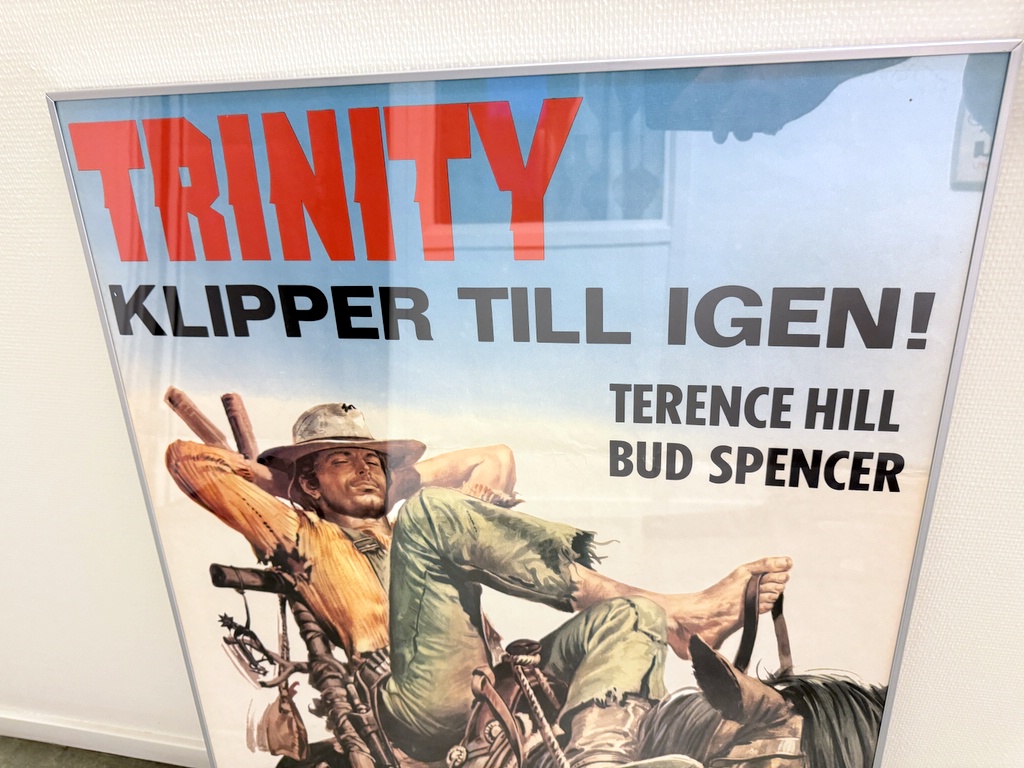 TRINITY
KLIPPER TILL IGEN!
TERENCE HILL
BUD SPENCER